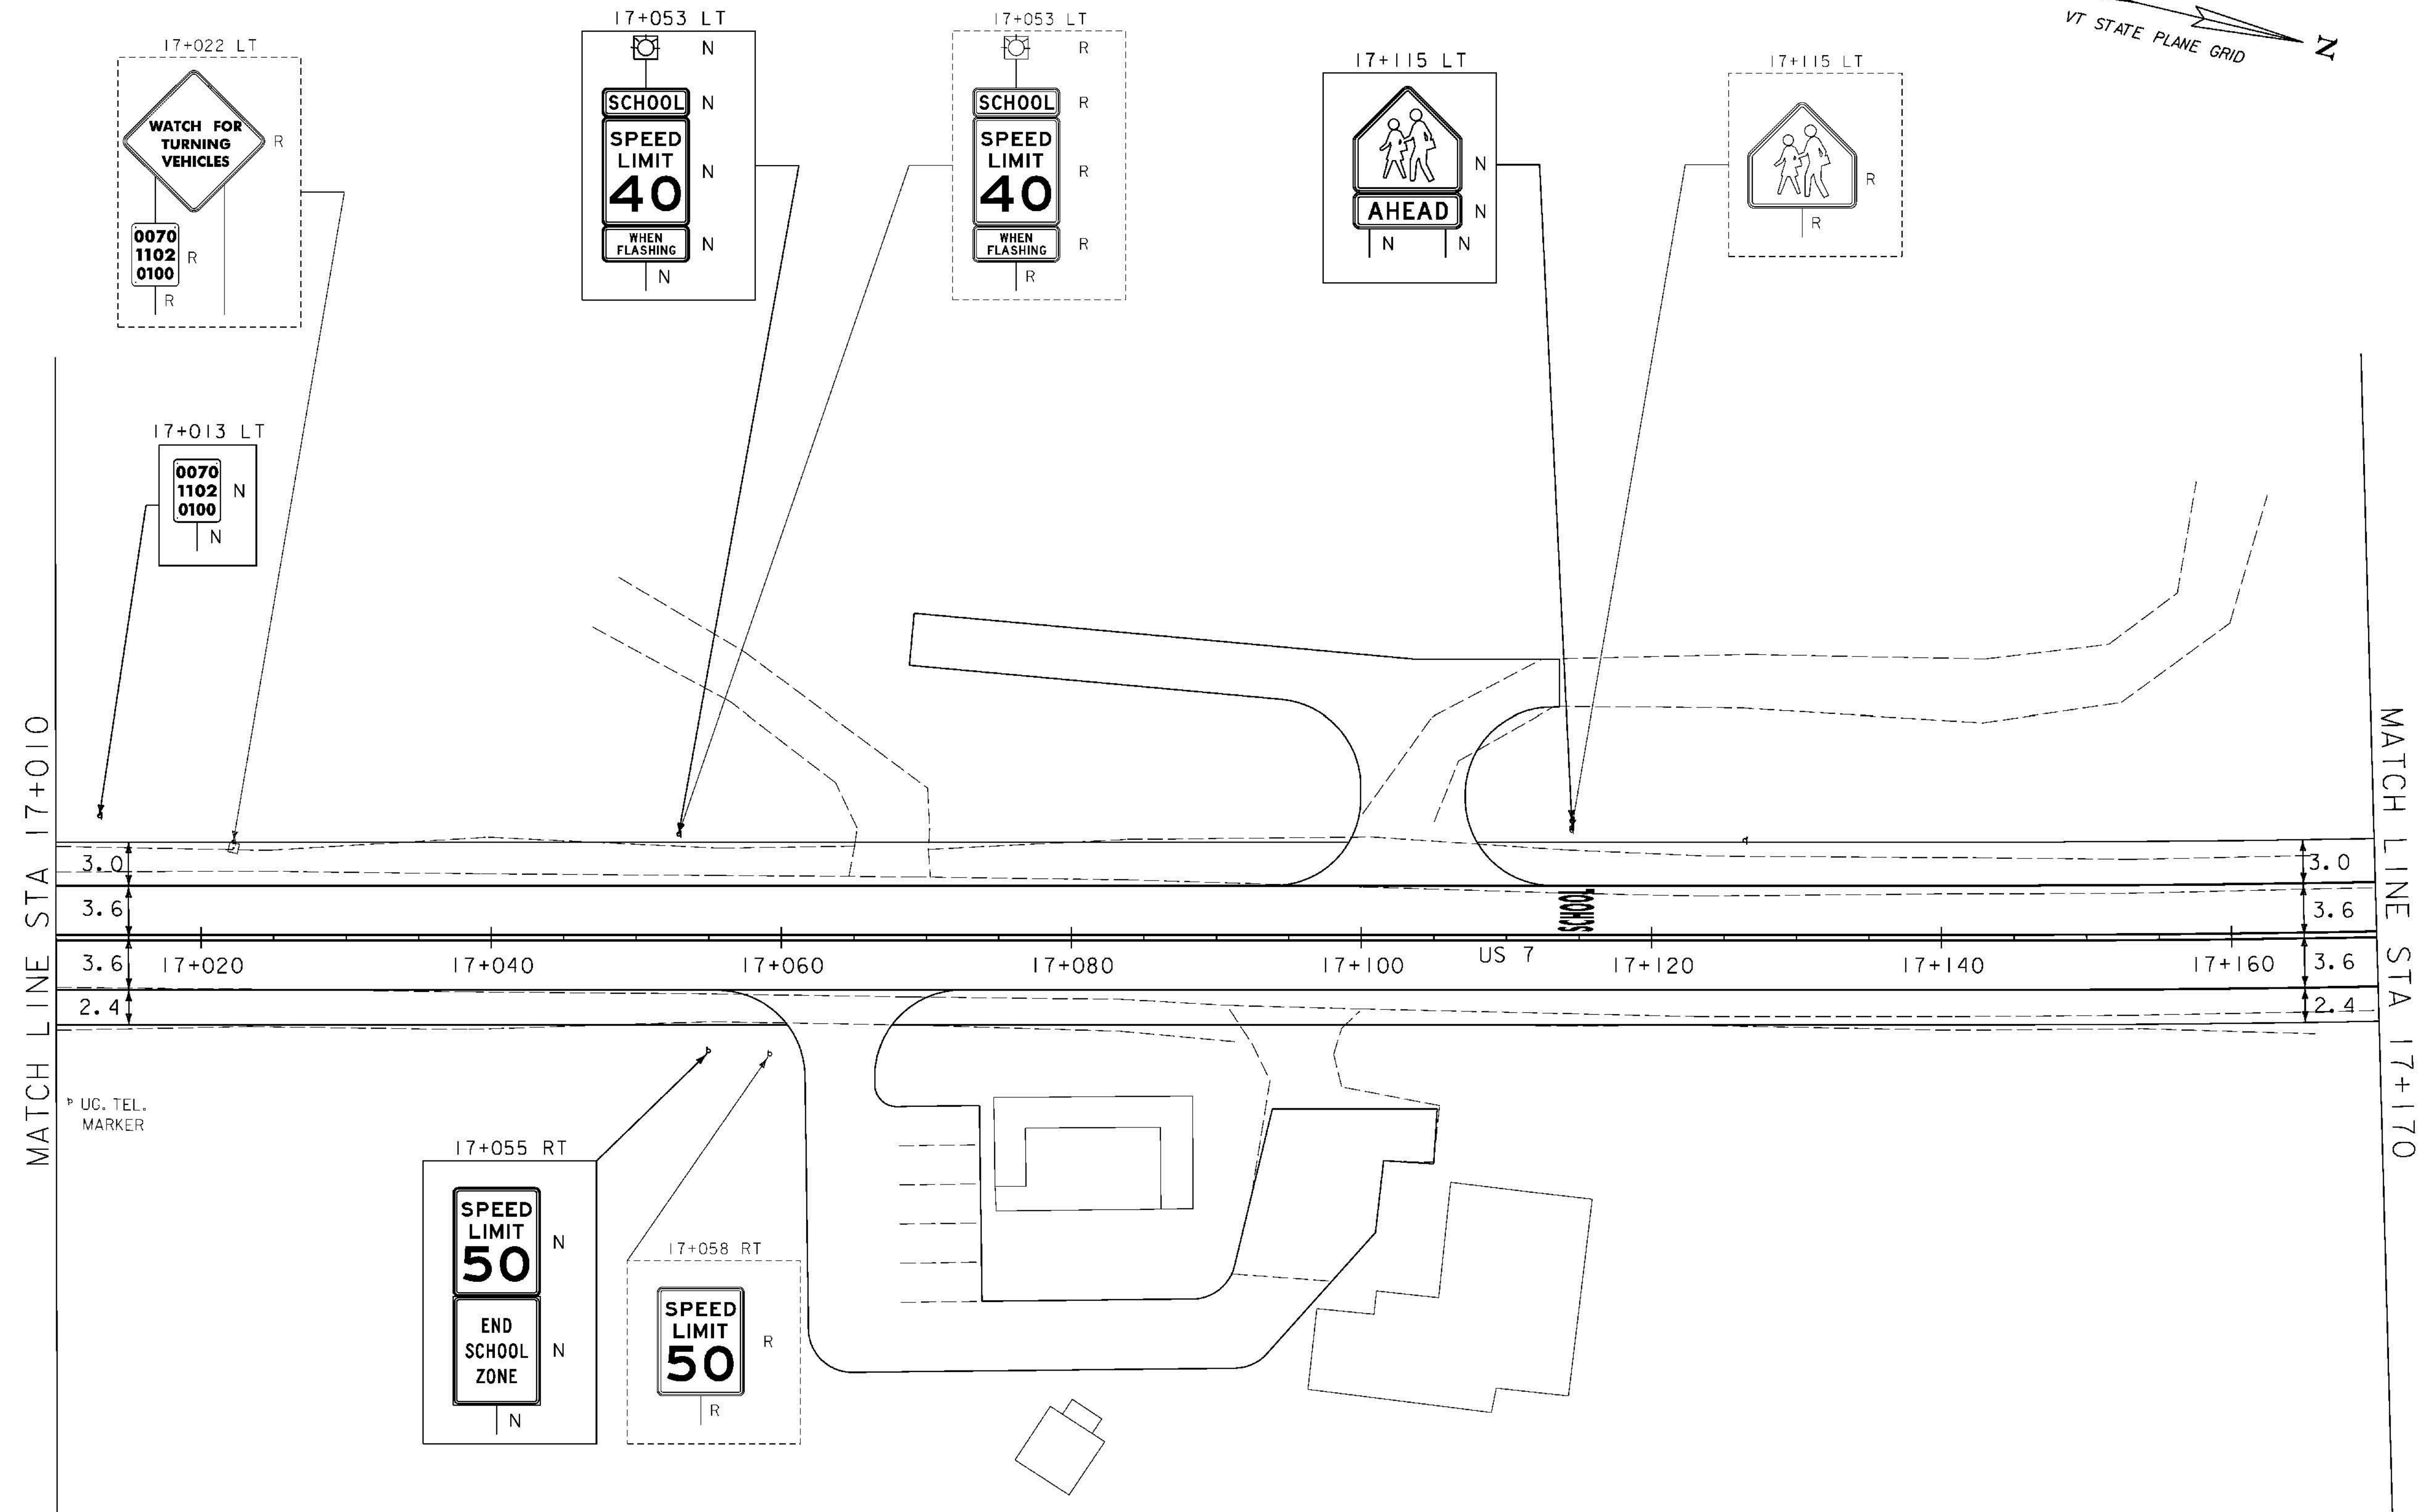 VT STATE PLANE GRID
N
17+022 LT
WATCH FOR
TURNING
VEHICLES
R
0070
1102
0100
R
R
17+053 LT
N
SCHOOL N
SPEED
LIMIT
40
N
WHEN
FLASHING
N
N
17+053 LT
R
SCHOOL R
SPEED
LIMIT
40
R
WHEN
FLASHING
R
R
17+115 LT
N
AHEAD N
N N
17+115 LT
R
R
17+013 LT
0070
1102
0100
N
N
MATCH LINE STA 17+010
MATCH LINE STA 17+170
3.0
3.6
3.6
2.4
3.0
3.6
3.6
2.4
SCHOOL
17+020 17+040 17+060 17+080 17+100 US 7 17+120 17+140 17+160
UG. TEL.
MARKER
17+055 RT
SPEED
LIMIT
50
N
END
SCHOOL
ZONE
N
N
17+058 RT
SPEED
LIMIT
50
R
R